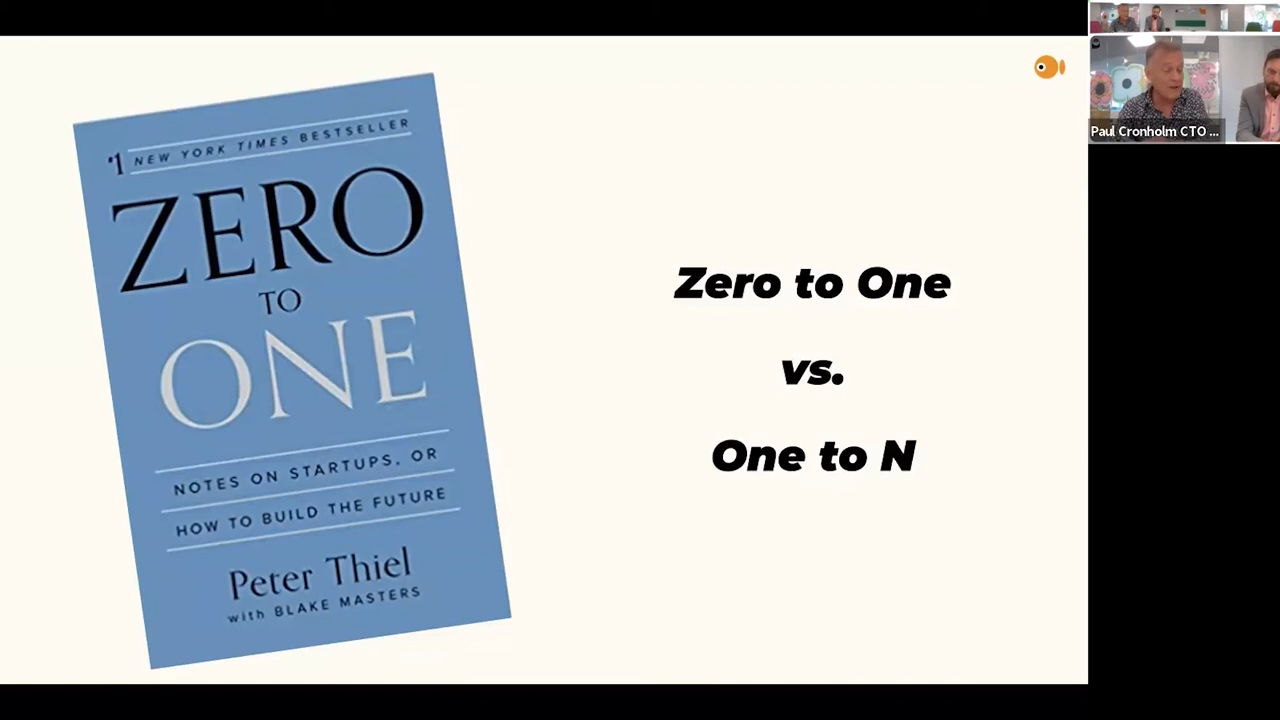 #1 NEW YORK TIMES BESTSELLER
ZERO
TO
ONE
NOTES ON STARTUPS, OR
HOW TO BUILD THE FUTURE
Peter Thiel
with BLAKE MASTERS
Zero to One
vs.
One to N
Paul Cronholm CTO ...